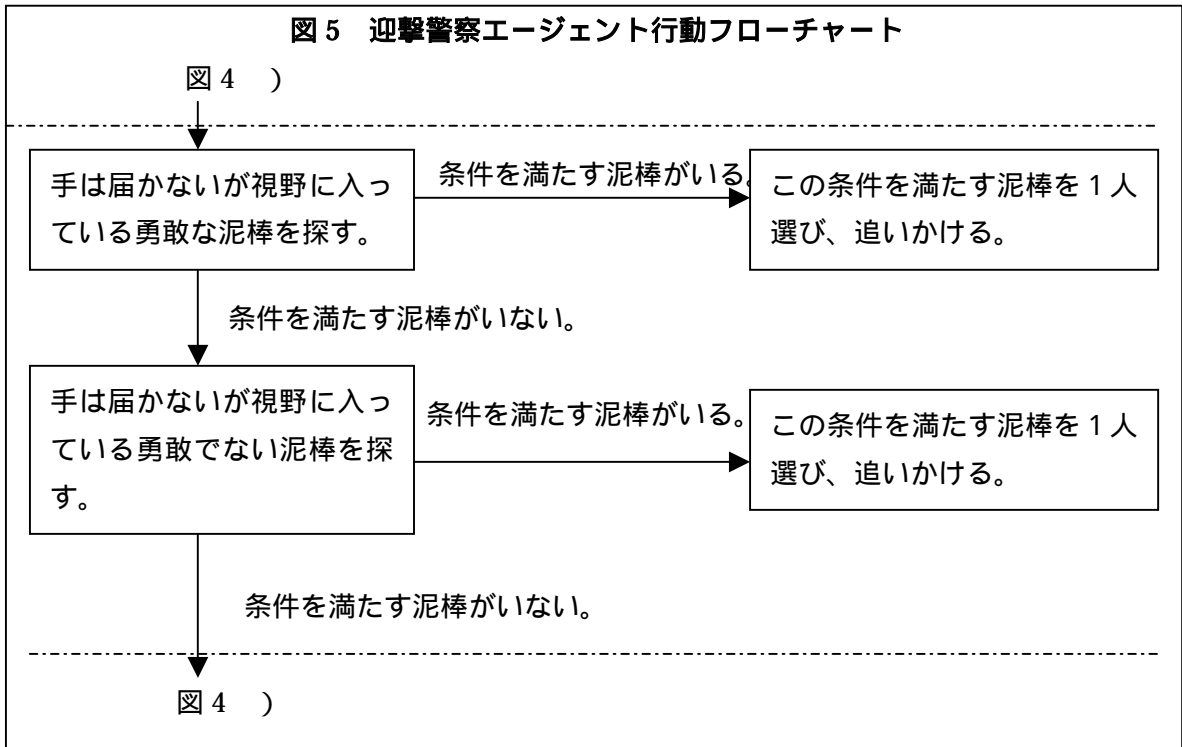 図５　迎撃警察エージェント行動フローチャート
図４　）
手は届かないが視野に入っ
ている勇敢な泥棒を探す。
条件を満たす泥棒がいる。
この条件を満たす泥棒を１人
選び、追いかける。
条件を満たす泥棒がいない。
手は届かないが視野に入っ
ている勇敢でない泥棒を探
す。
条件を満たす泥棒がいる。
この条件を満たす泥棒を１人
選び、追いかける。
条件を満たす泥棒がいない。
図４　）